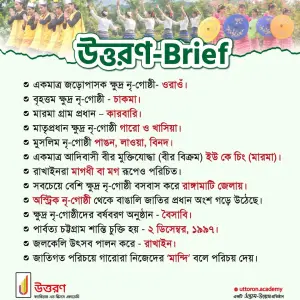 উত্তরণ-Brief
একমাত্র জড়োপাসক ক্ষুদ্র নৃ-গোষ্ঠী- ওরাওঁ।
বৃহত্তম ক্ষুদ্র নৃ-গোষ্ঠী - চাকমা।
মারমা গ্রাম প্রধান – কারবারি।
মাতৃপ্রধান ক্ষুদ্র নৃ-গোষ্ঠী গারো ও খাসিয়া।
মুসলিম নৃ-গোষ্ঠী পাঙন, লাওয়া, বিনদ।
একমাত্র আদিবাসী বীর মুক্তিযোদ্ধা (বীর বিক্রম) ইউ কে চিং (মারমা)।
রাখাইনরা মাগধী বা মগ রূপেও পরিচিত।
সবচেয়ে বেশি ক্ষুদ্র নৃ-গোষ্ঠী বসবাস করে রাঙ্গামাটি জেলায়।
অস্ট্রিক নৃ-গোষ্ঠী থেকে বাঙালি জাতির প্রধান অংশ গড়ে উঠেছে।
ক্ষুদ্র নৃ-গোষ্ঠীদের বর্ষবরণ অনুষ্ঠান - বৈসাবি।
পার্বত্য চট্টগ্রাম শান্তি চুক্তি হয় - ২ ডিসেম্বর, ১৯৯৭।
জলকেলি উৎসব পালন করে - রাখাইন।
জাতিগত পরিচয়ে গারোরা নিজেদের 'মান্দি' বলে পরিচয় দেয়।
উত্তরণ
uttoron.academy